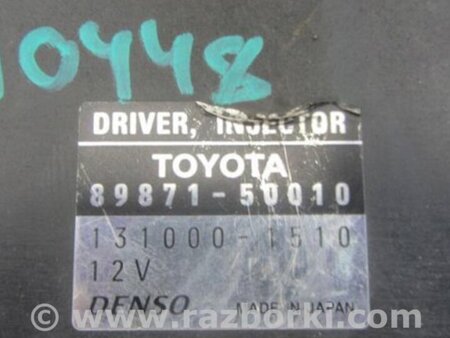 10448
DRIVER, INJECTOR
TOYOTA
89871-50010
131000-1510
12V
DENSO MADE IN JAPAN
© www.razborki.com